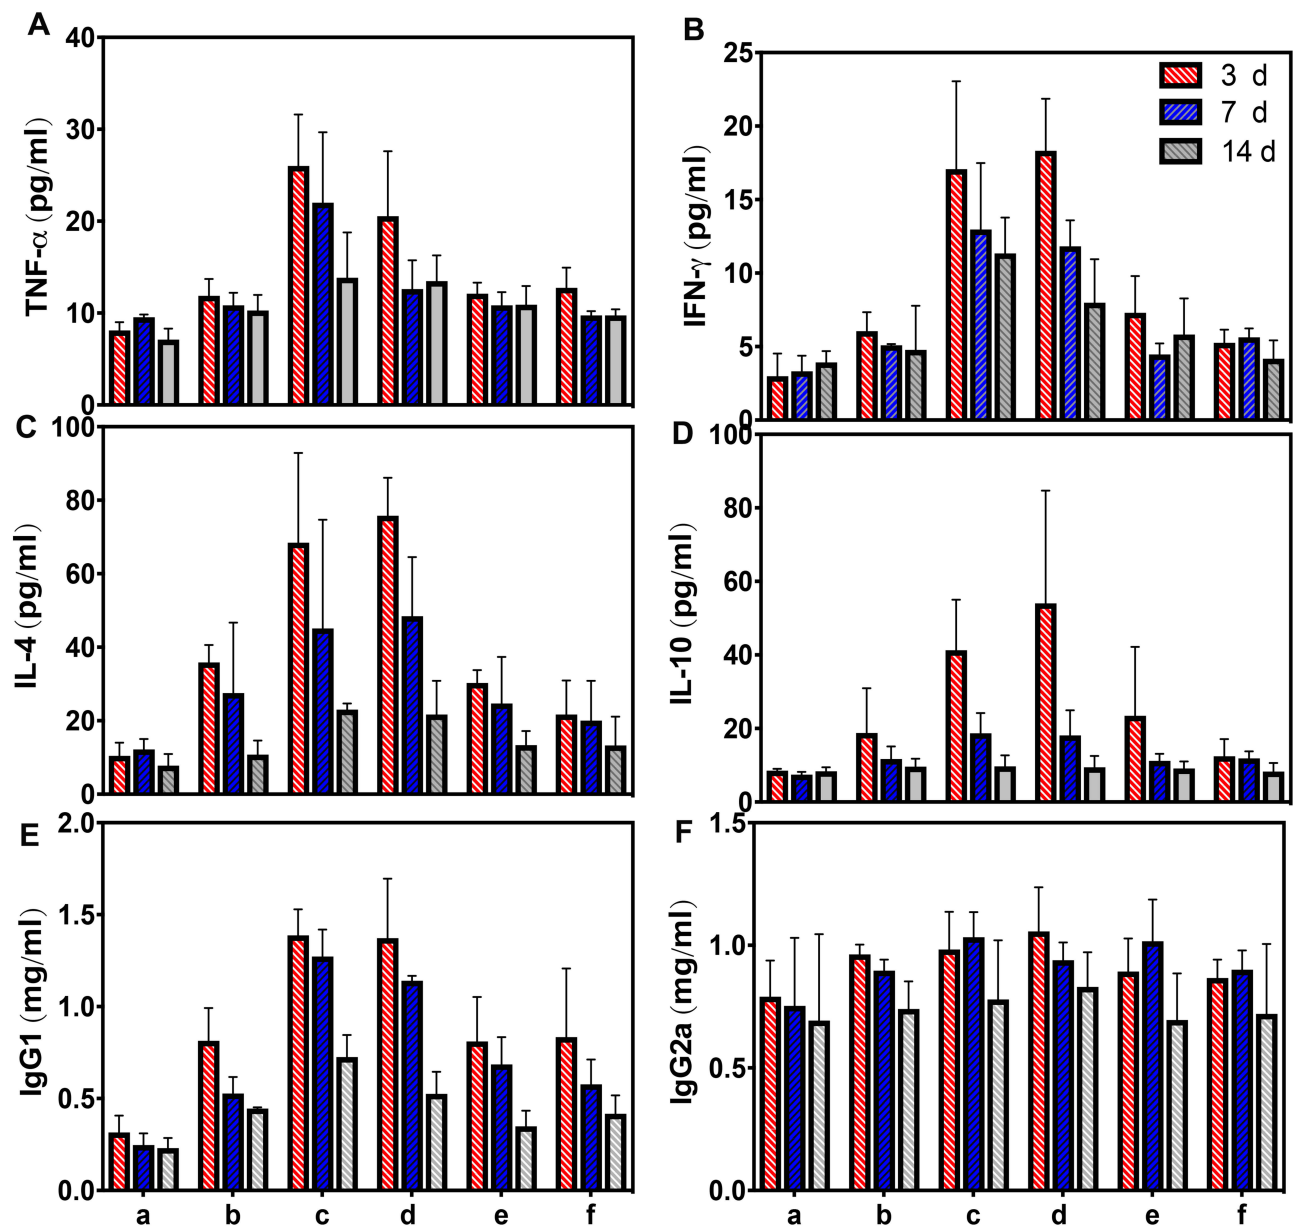 A
TNF-α (pg/ml)
40
30
20
10
0
B
IFN-γ (pg/ml)
25
20
15
10
5
0
3 d
7 d
14 d
C
IL-4 (pg/ml)
100
80
60
40
20
0
D
IL-10 (pg/ml)
100
80
60
40
20
0
E
IgG1 (mg/ml)
2.0
1.5
1.0
0.5
0.0
a b c d e f
F
IgG2a (mg/ml)
1.5
1.0
0.5
0.0
a b c d e f